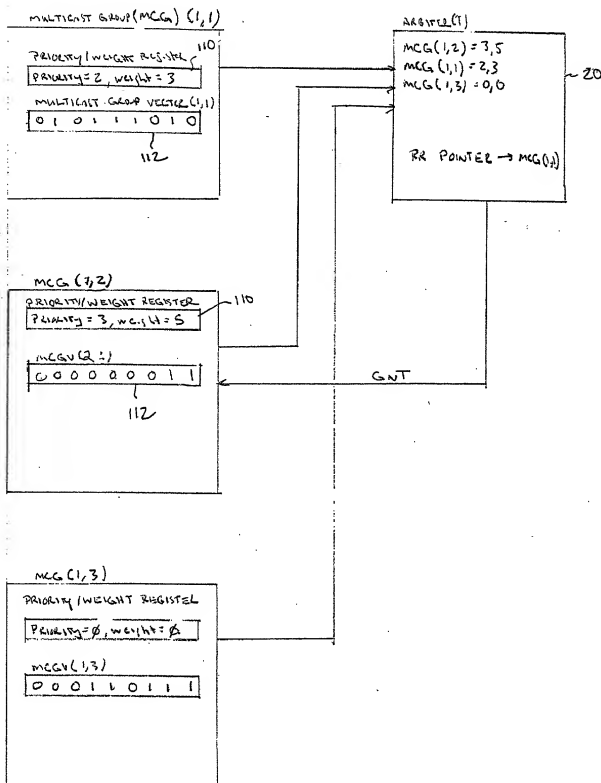 MULTICAST GROUP (MCG) (1,1)
PRIORITY/WEIGHT REGISTER
110
PRIORITY = 2, weight = 3
MULTICAST GROUP VECTOR (1,1)
0 1 0 1 1 1 0 1 0
112
ARBITER (1)
MCG (1,2) = 3,5
MCG (1,1) = 2,3
MCG (1,3) = 0,0
20
RR POINTER → MCG
MCG (1,2)
PRIORITY/WEIGHT REGISTER
110
PRIORITY = 3, weight = 5
MCGV
0 0 0 0 0 0 0 1 1
112
GNT
MCG (1,3)
PRIORITY/WEIGHT REGISTER
PRIORITY = Ø, weight = Ø
MCGV (1,3)
0 0 0 1 1 0 1 1 1